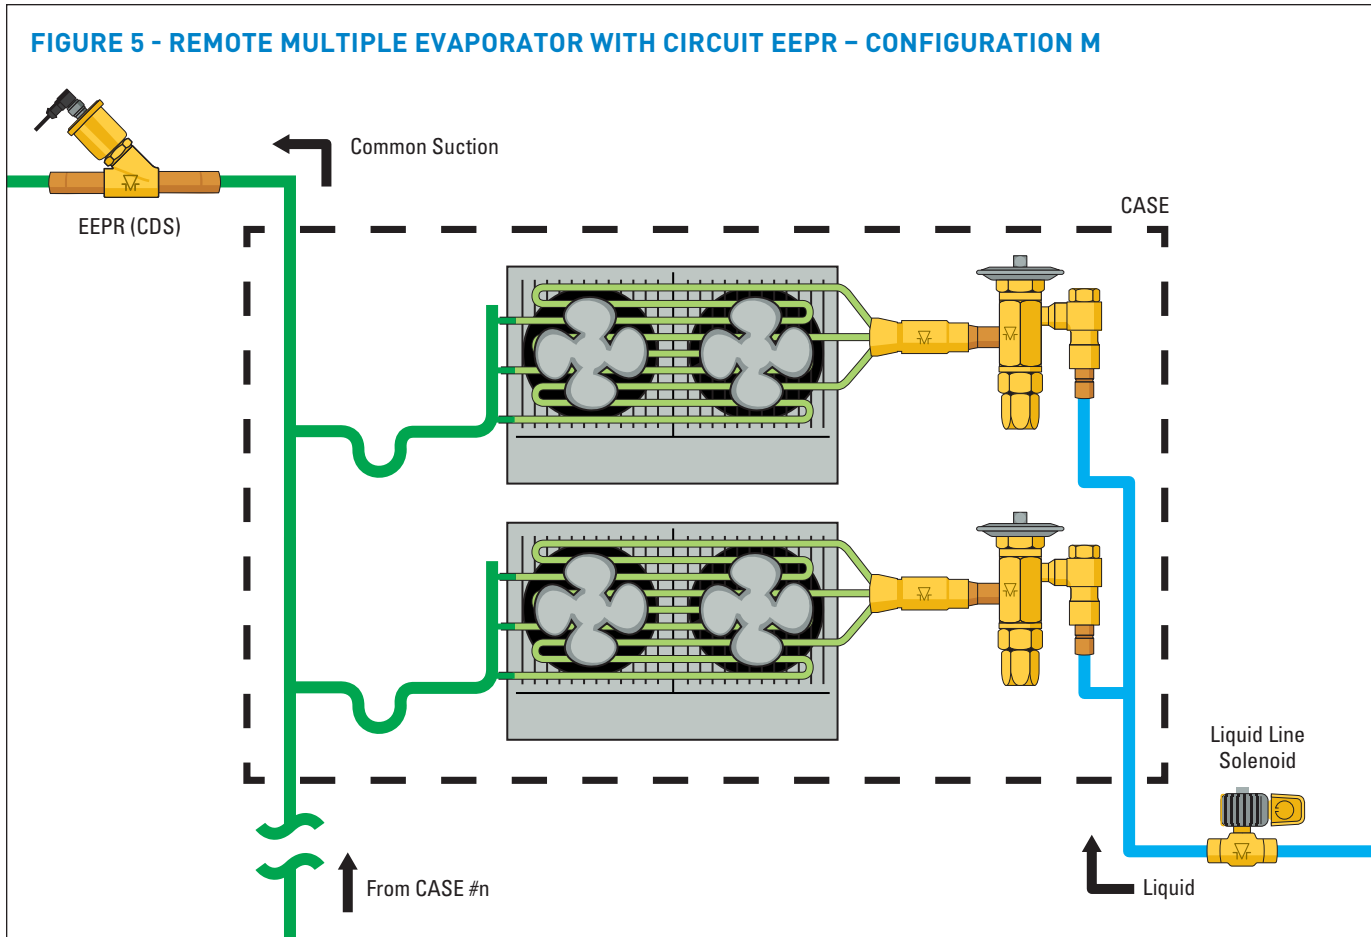 FIGURE 5 - REMOTE MULTIPLE EVAPORATOR WITH CIRCUIT EEPR – CONFIGURATION M
Common Suction
EEPR (CDS)
CASE
Liquid Line
Solenoid
From CASE #n
Liquid